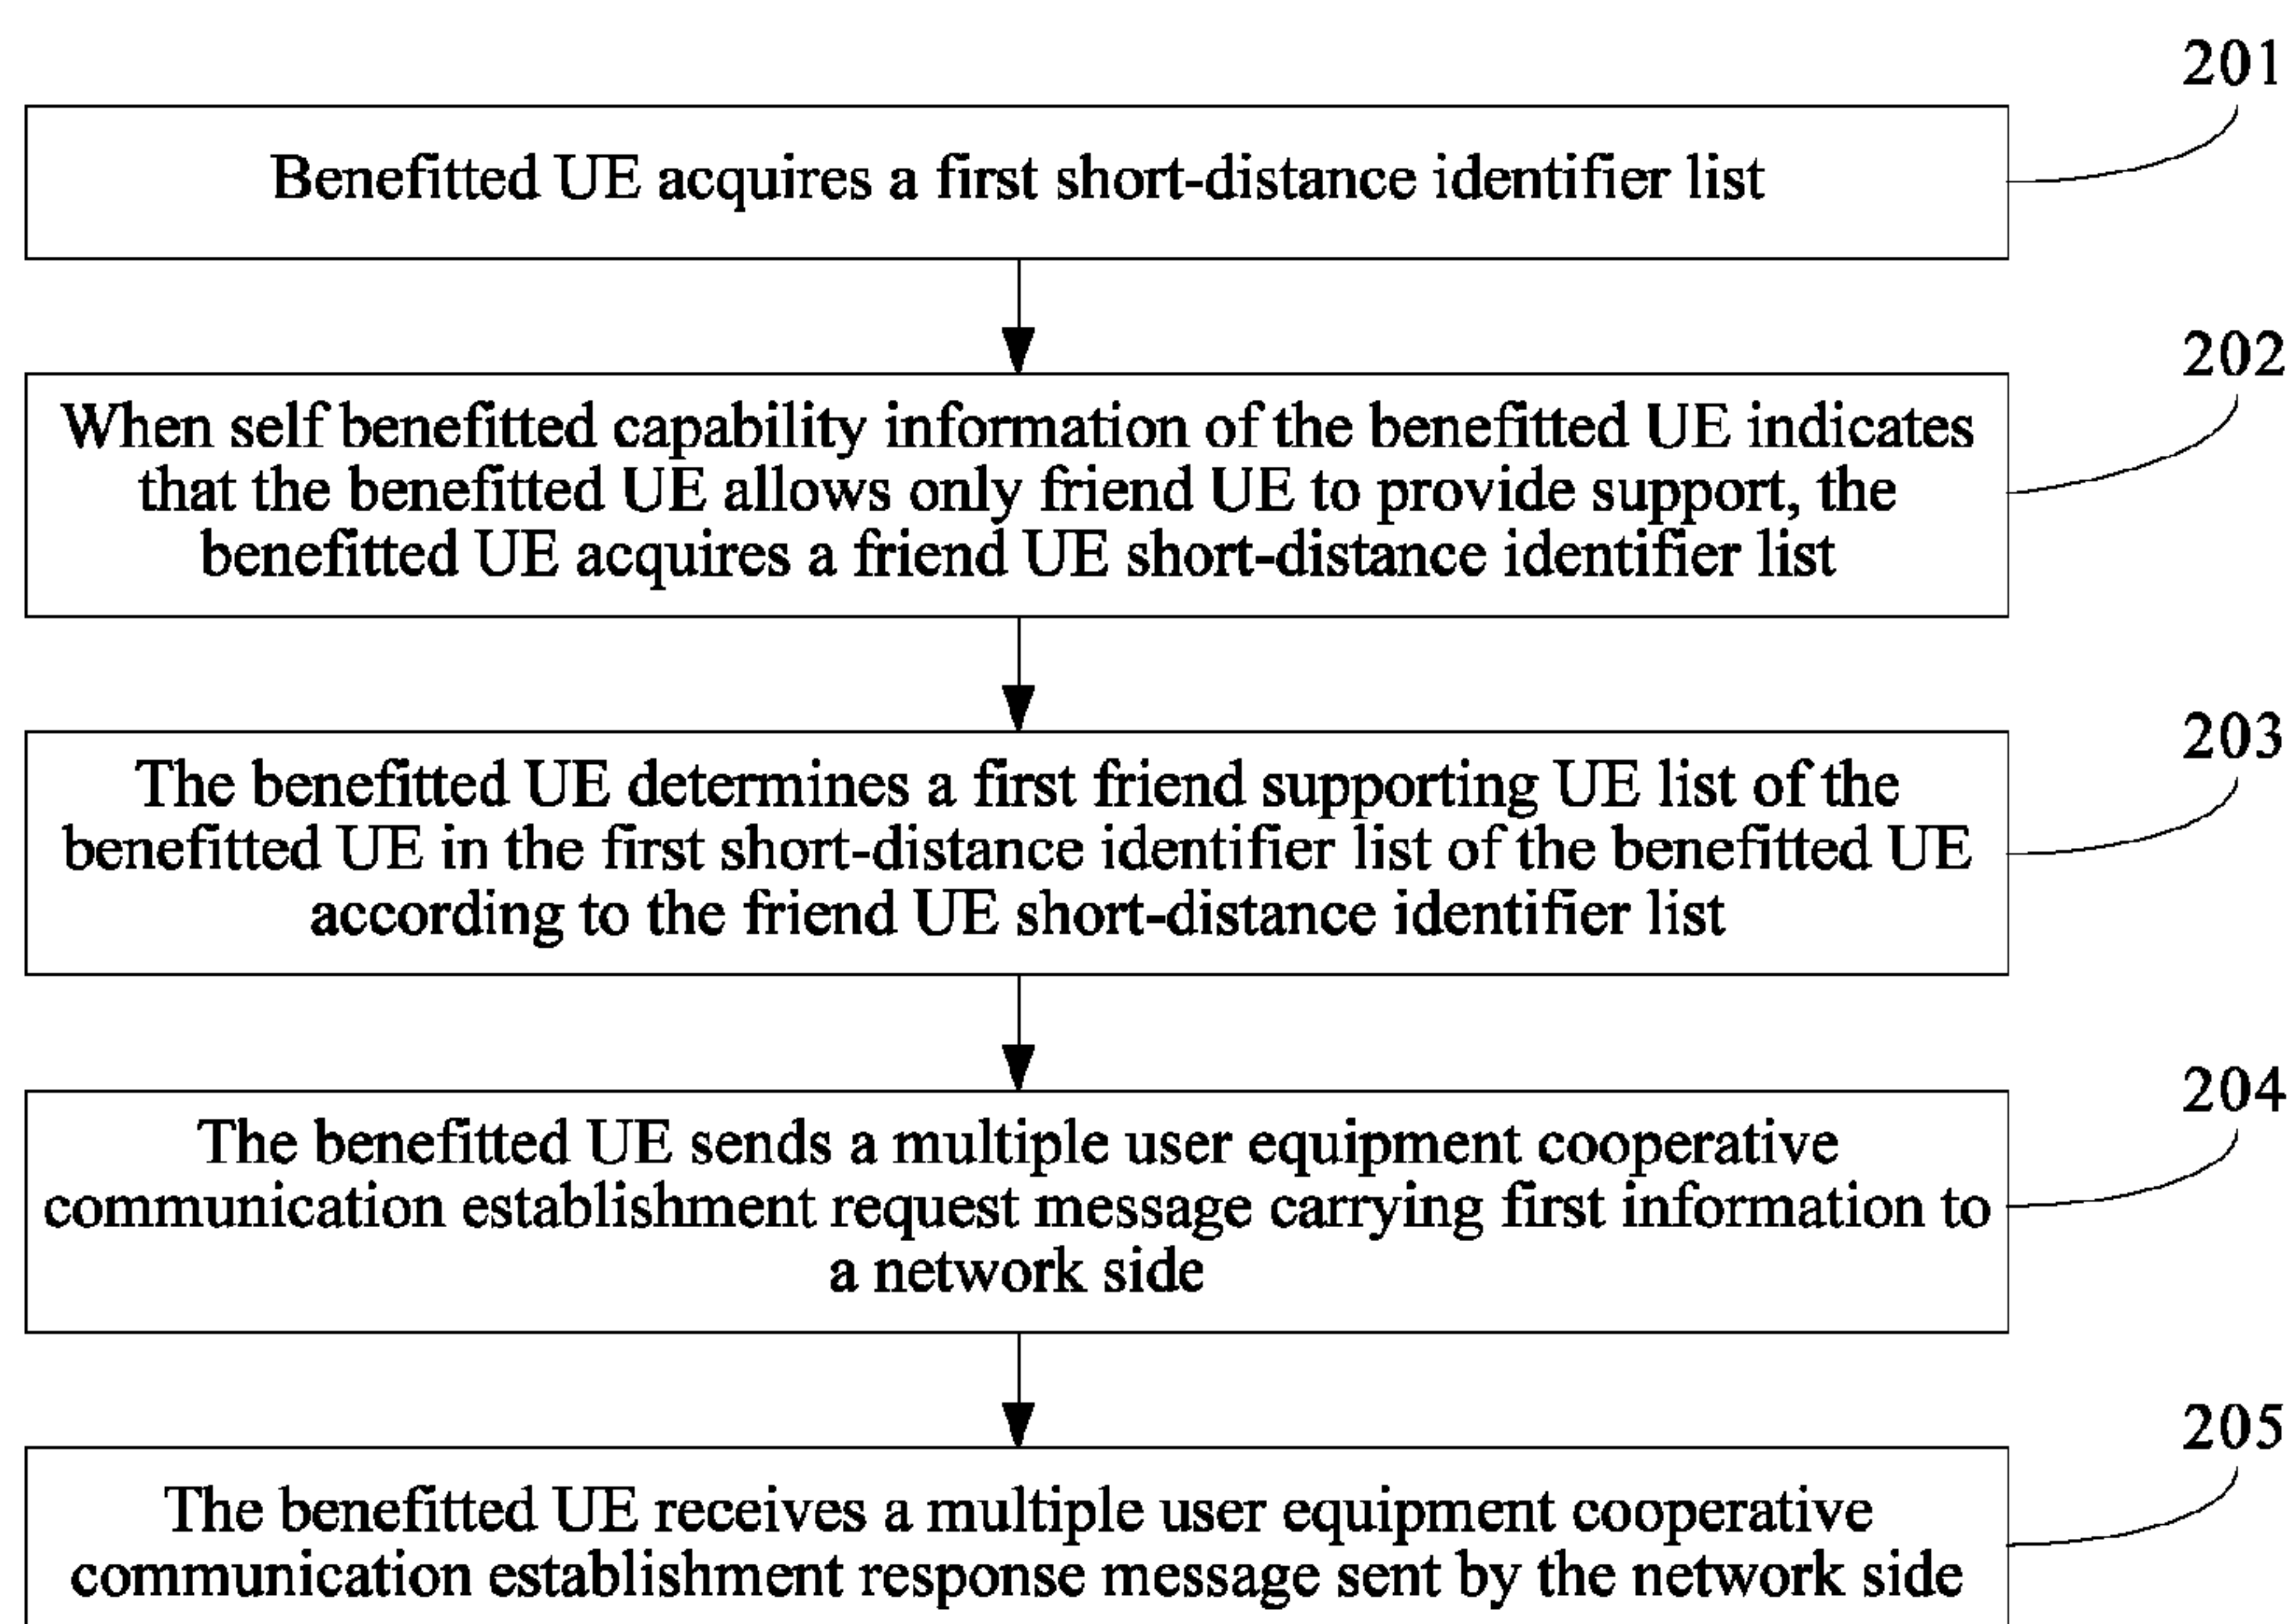 201
Benefitted UE acquires a first short-distance identifier list
202
When self benefitted capability information of the benefitted UE indicates
that the benefitted UE allows only friend UE to provide support, the
benefitted UE acquires a friend UE short-distance identifier list
203
The benefitted UE determines a first friend supporting UE list of the
benefitted UE in the first short-distance identifier list of the benefitted UE
according to the friend UE short-distance identifier list
204
The benefitted UE sends a multiple user equipment cooperative
communication establishment request message carrying first information to
a network side
205
The benefitted UE receives a multiple user equipment cooperative
communication establishment response message sent by the network side